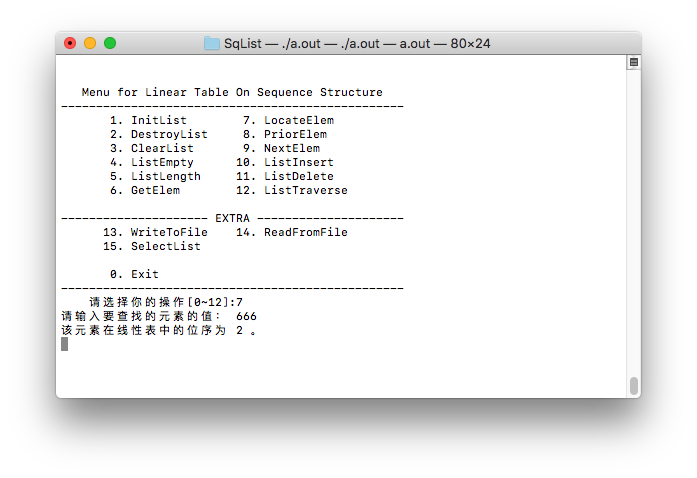 SqList — ./a.out — ./a.out — a.out — 80×24
Menu for Linear Table On Sequence Structure
-------------------------------------------------
1. InitList 7. LocateElem
2. DestroyList 8. PriorElem
3. ClearList 9. NextElem
4. ListEmpty 10. ListInsert
5. ListLength 11. ListDelete
6. GetElem 12. ListTraverse
--------------------- EXTRA ---------------------
13. WriteToFile 14. ReadFromFile
15. SelectList
0. Exit
-------------------------------------------------
请选择你的操作[0~12]:7
请输入要查找的元素的值： 666
该元素在线性表中的位序为 2 。